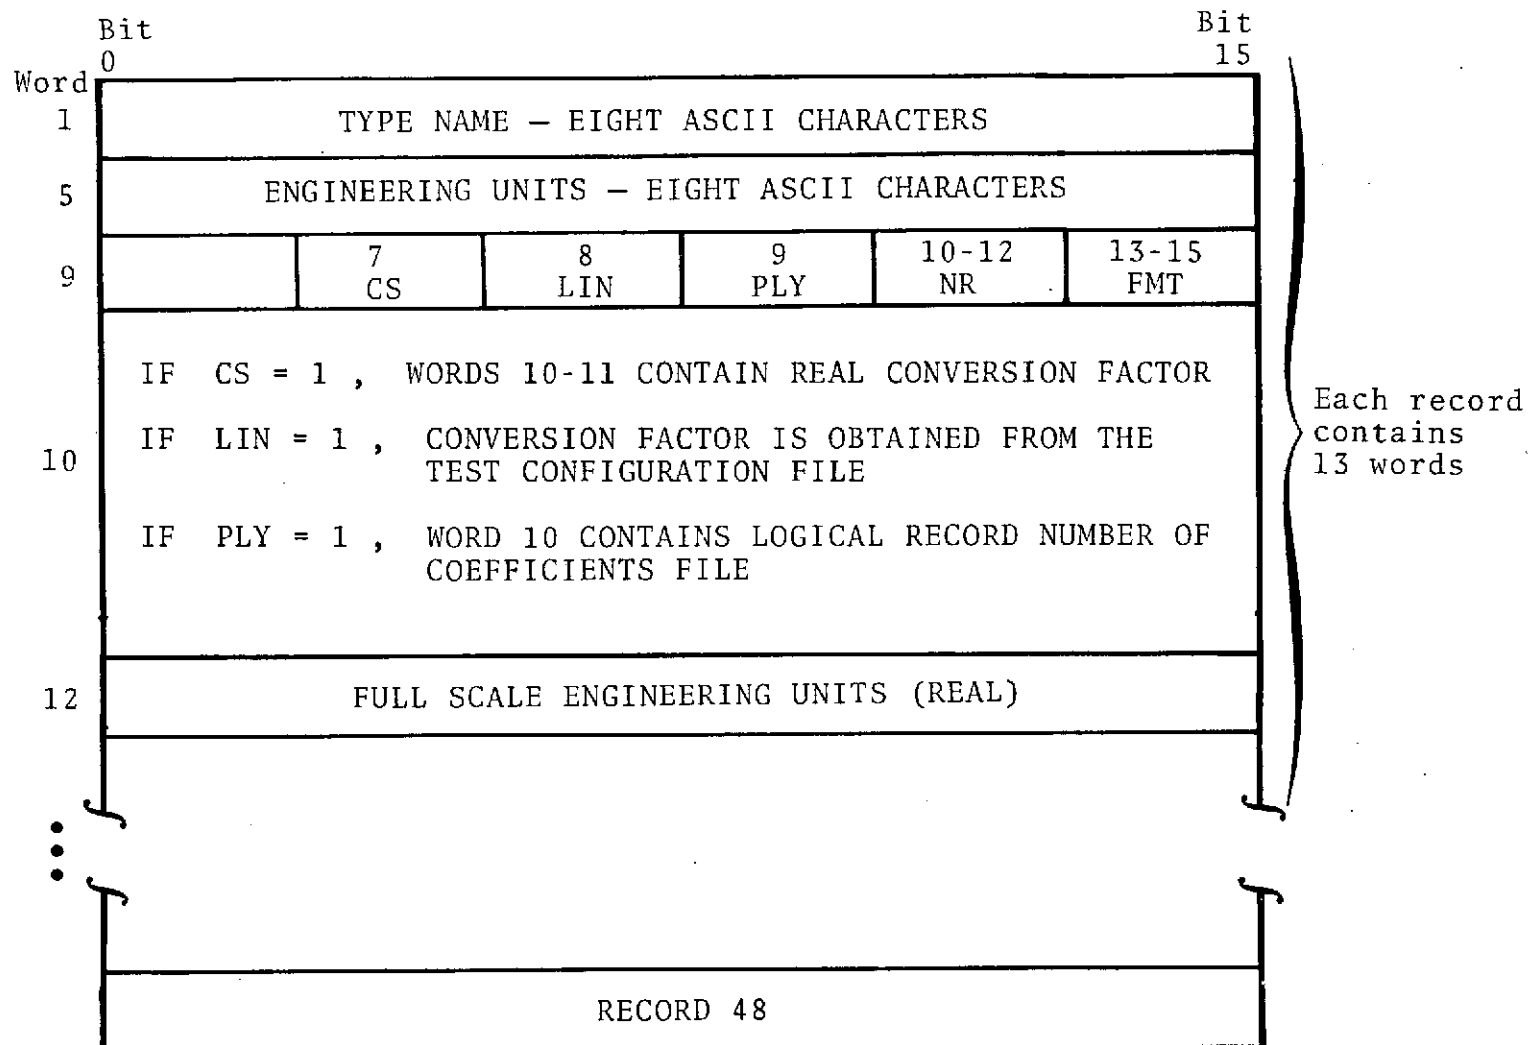 Bit Bit
0 15
Word
1 TYPE NAME — EIGHT ASCII CHARACTERS
5 ENGINEERING UNITS — EIGHT ASCII CHARACTERS
7 8 9 10-12 13-15
9 CS LIN PLY NR FMT
IF CS = 1 , WORDS 10-11 CONTAIN REAL CONVERSION FACTOR
IF LIN = 1 , CONVERSION FACTOR IS OBTAINED FROM THE
TEST CONFIGURATION FILE
10
IF PLY = 1 , WORD 10 CONTAINS LOGICAL RECORD NUMBER OF
COEFFICIENTS FILE
Each record
contains
13 words
12 FULL SCALE ENGINEERING UNITS (REAL)
RECORD 48